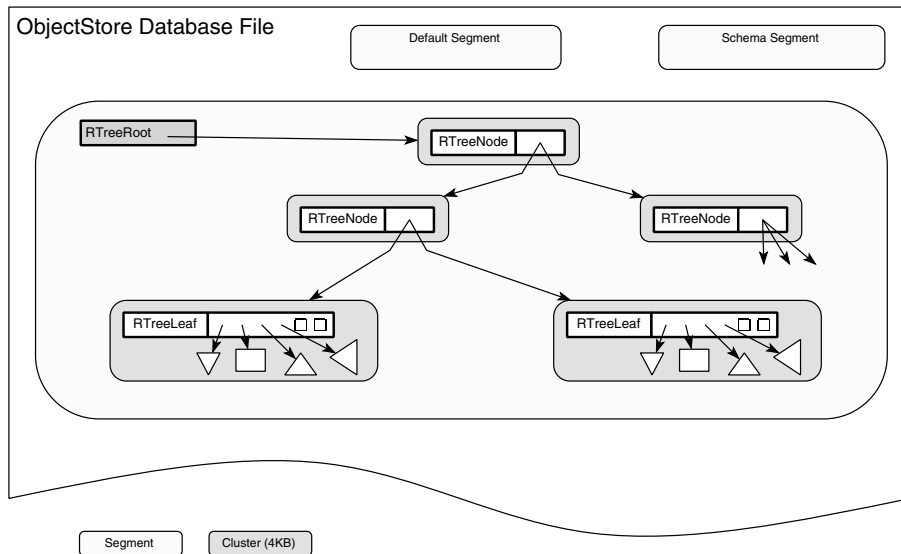 ObjectStore Database File
Default Segment
Schema Segment
RTreeRoot
RTreeNode
RTreeNode
RTreeNode
RTreeLeaf
RTreeLeaf
Segment
Cluster (4KB)